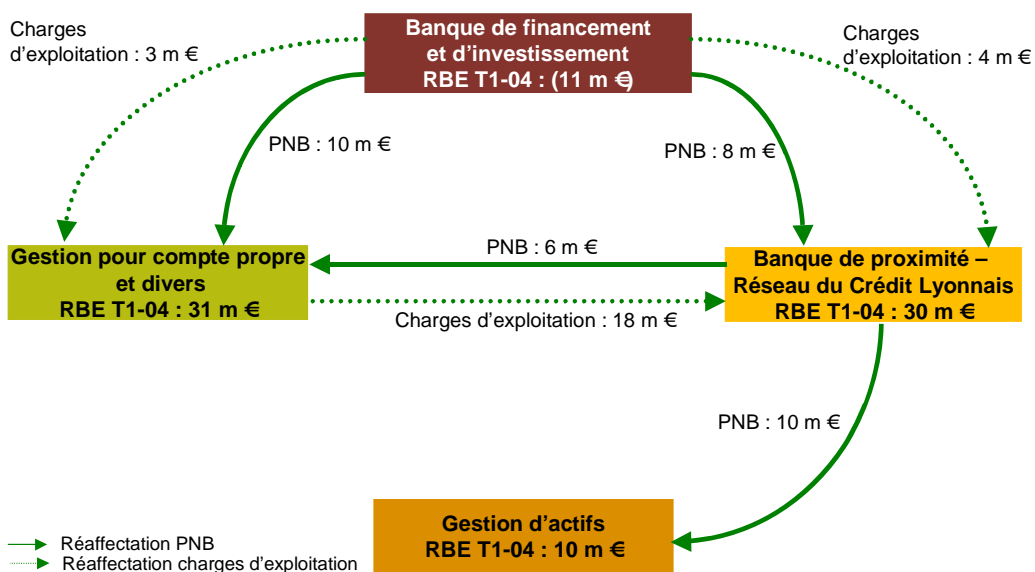 Charges
d'exploitation : 3 m €
Banque de financement
et d'investissement
RBE T1-04 : (11 m €)
Charges
d'exploitation : 4 m €
PNB : 10 m €
PNB : 8 m €
Gestion pour compte propre
et divers
RBE T1-04 : 31 m €
PNB : 6 m €
Charges d'exploitation : 18 m €
Banque de proximité –
Réseau du Crédit Lyonnais
RBE T1-04 : 30 m €
PNB : 10 m €
Gestion d'actifs
RBE T1-04 : 10 m €
Réaffectation PNB
Réaffectation charges d'exploitation